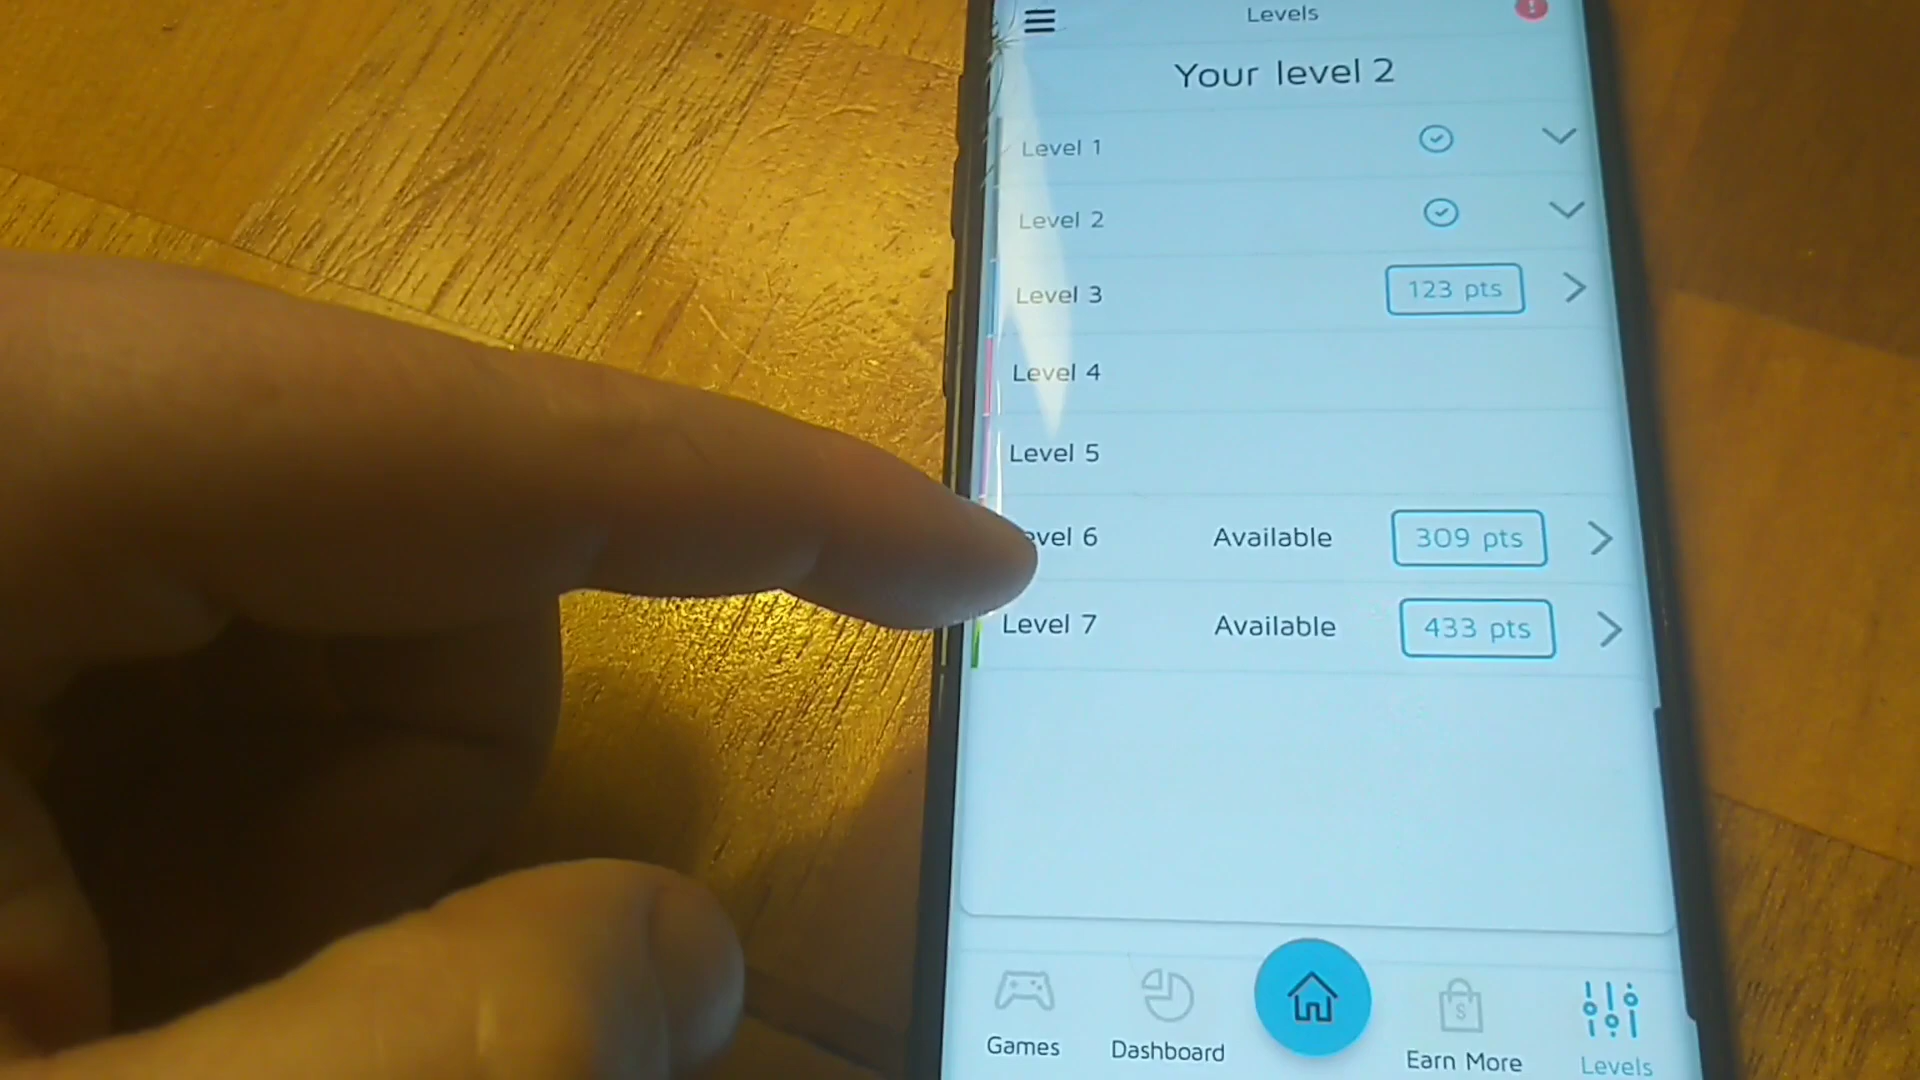 Levels
Your level 2
Level 1
Level 2
Level 3 123 pts
Level 4
Level 5
evel 6 Available 309 pts
Level 7 Available 433 pts
Games Dashboard Earn More Levels